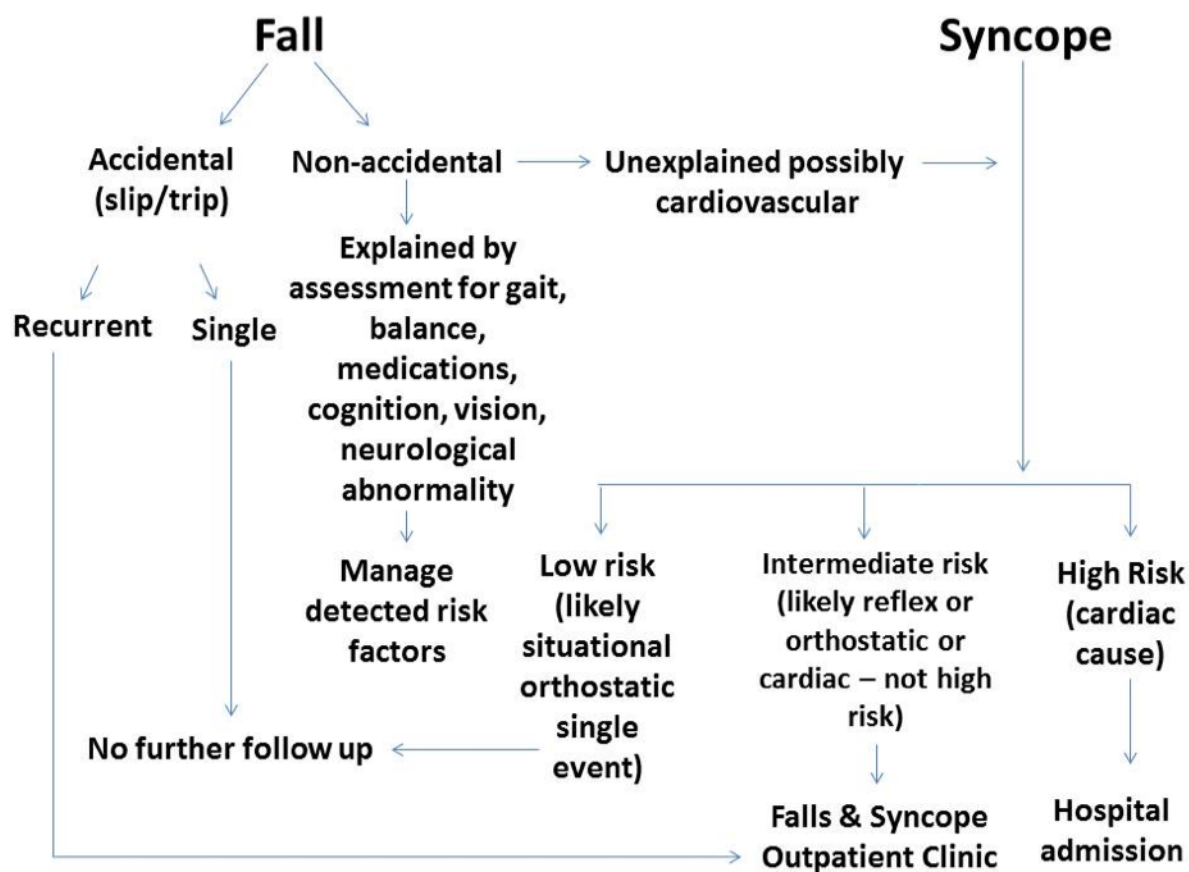 Fall
Syncope
Accidental
(slip/trip)
Non-accidental
Unexplained possibly
cardiovascular
Explained by
assessment for gait,
balance,
medications,
cognition, vision,
neurological
abnormality
Recurrent
Single
Manage
detected risk
factors
Low risk
(likely
situational
orthostatic
single
event)
Intermediate risk
(likely reflex or
orthostatic or
cardiac – not high
risk)
High Risk
(cardiac
cause)
No further follow up
Falls & Syncope
Outpatient Clinic
Hospital
admission